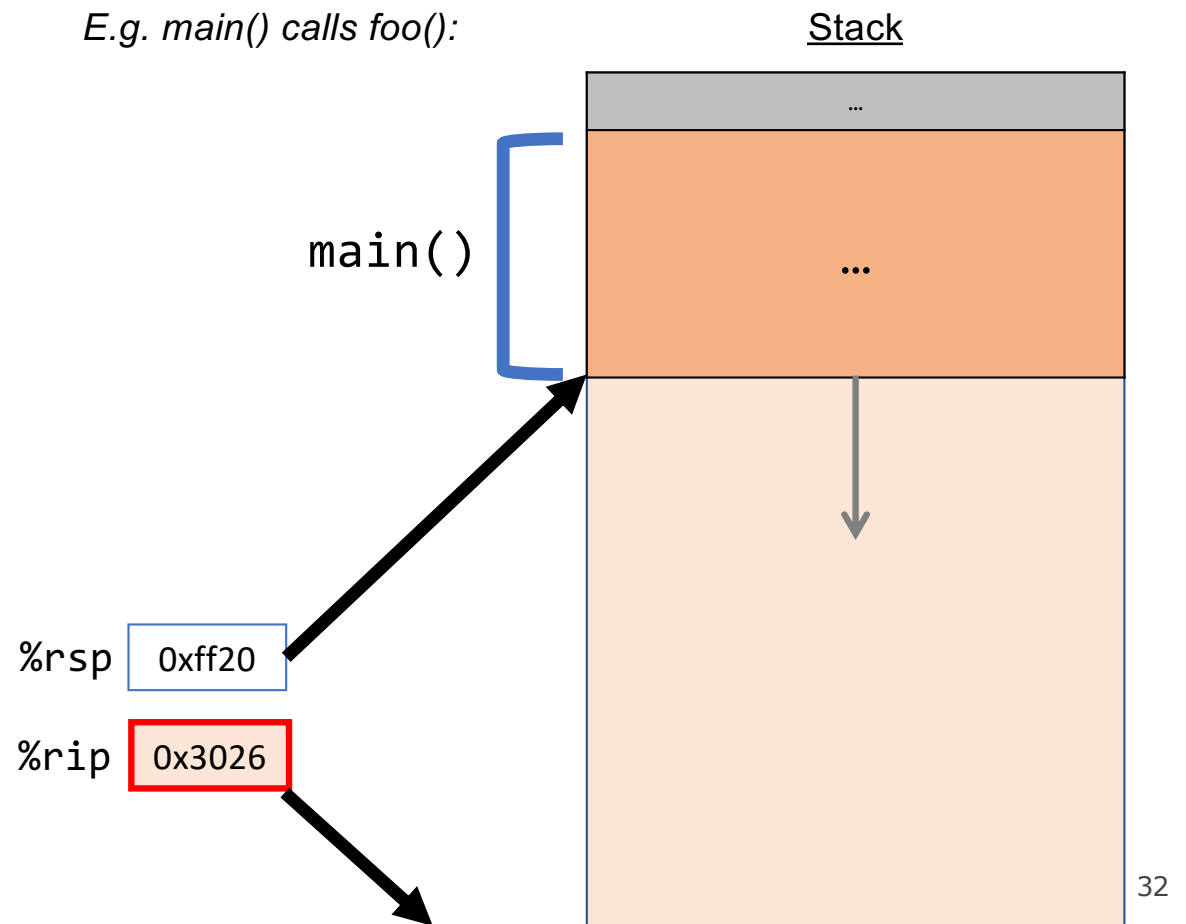 E.g. main() calls foo():
Stack
…
main()
…
%rsp 0xff20
%rip 0x3026
32